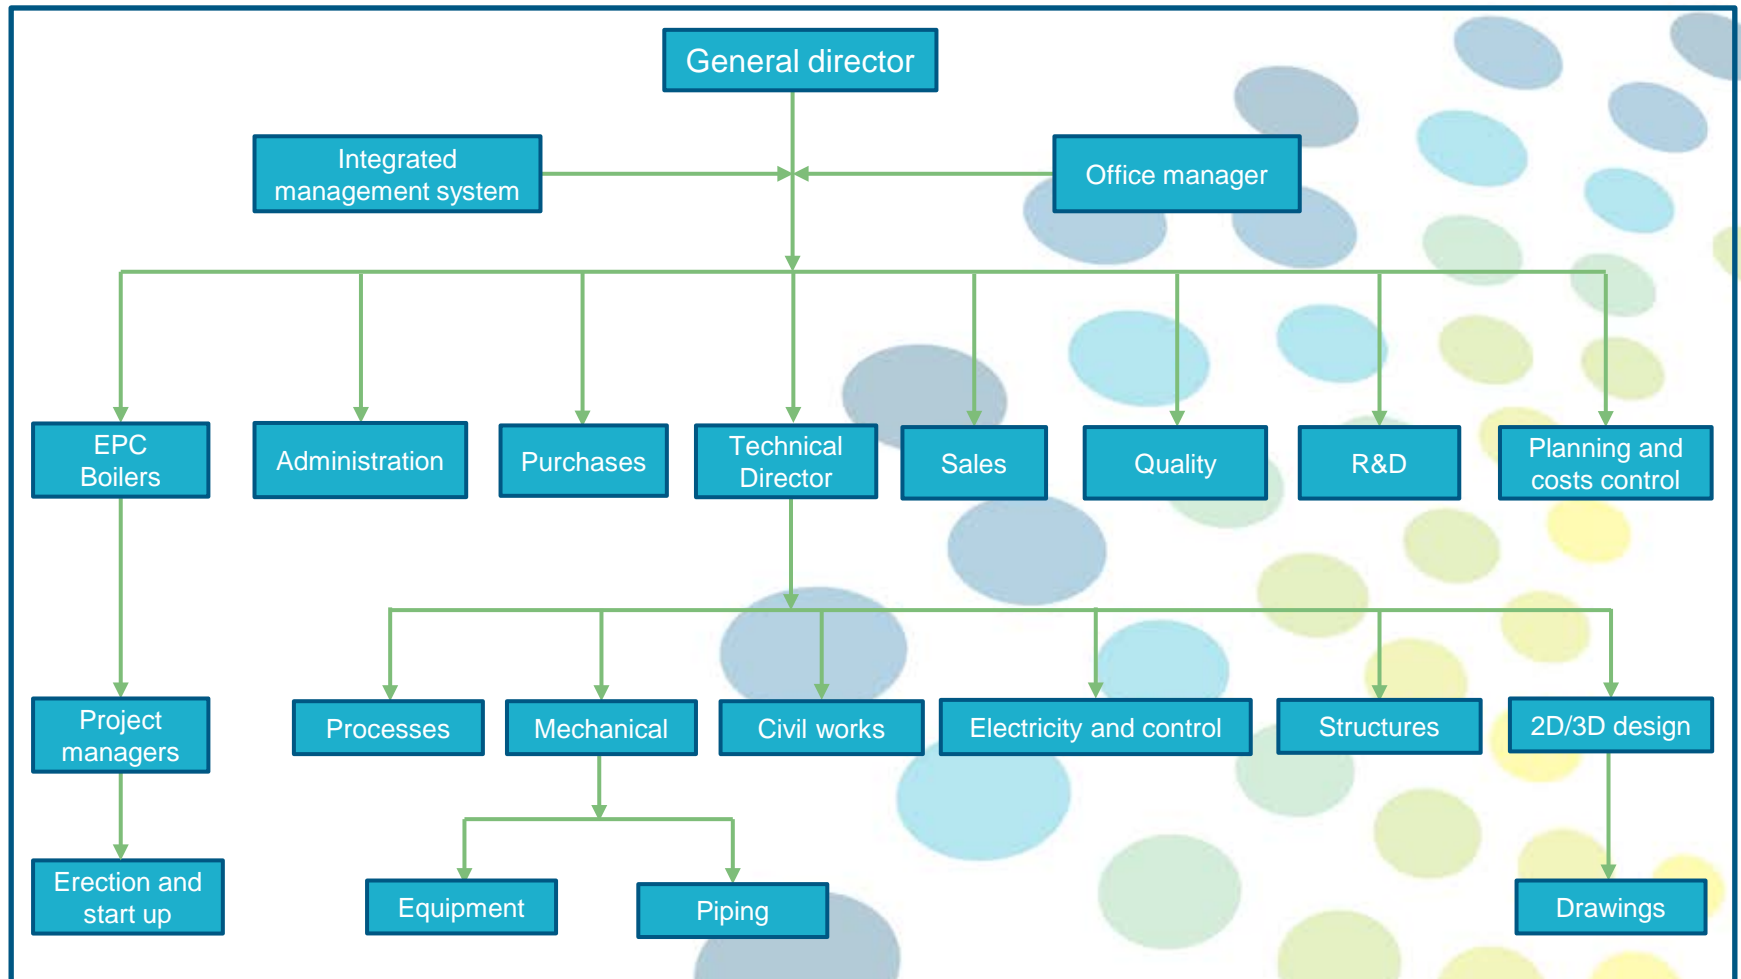 General director
Integrated
management system
Office manager
EPC
Boilers
Administration
Purchases
Technical
Director
Sales
Quality
R&D
Planning and
costs control
Project
managers
Processes
Mechanical
Civil works
Electricity and control
Structures
2D/3D design
Erection and
start up
Equipment
Piping
Drawings